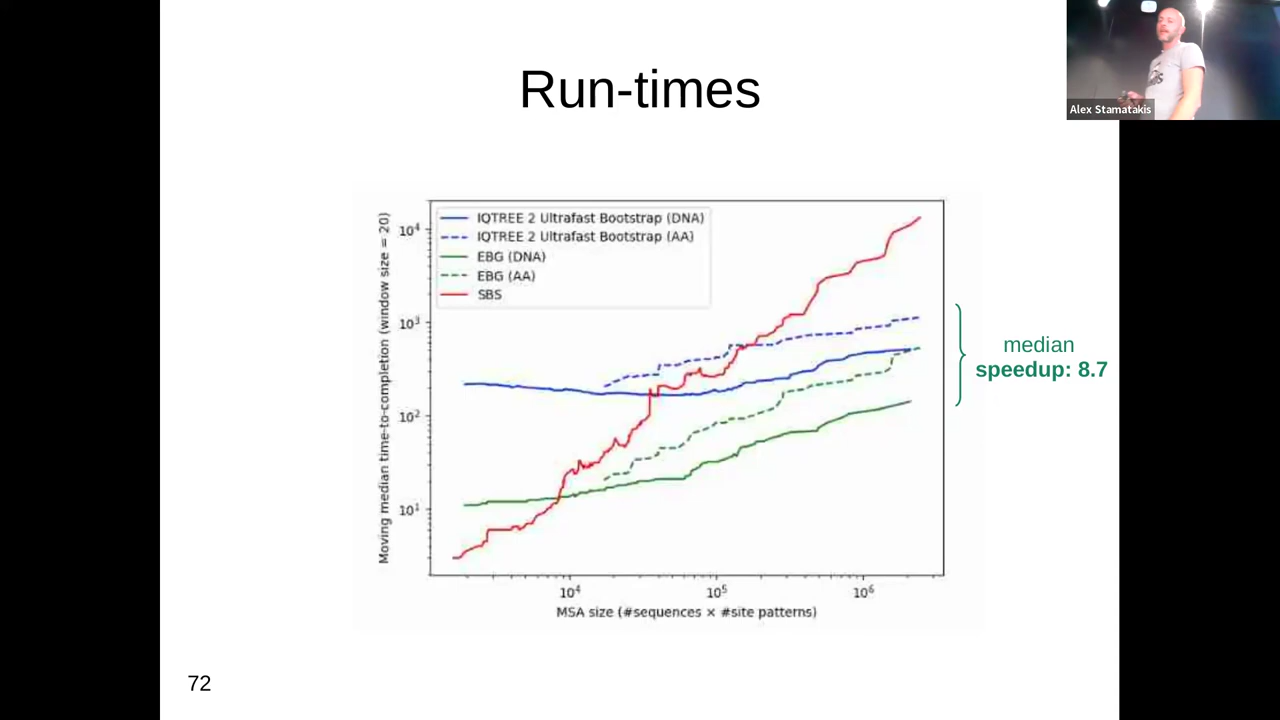 Run-times
Alex Stamatakis
IQTREE 2 Ultrafast Bootstrap (DNA)
IQTREE 2 Ultrafast Bootstrap (AA)
EBG (DNA)
EBG (AA)
SBS
Moving median time-to-completion (window size = 20)
10⁴
10³
10²
10¹
10⁴ 10⁵ 10⁶
MSA size (#sequences × #site patterns)
median
speedup: 8.7
72